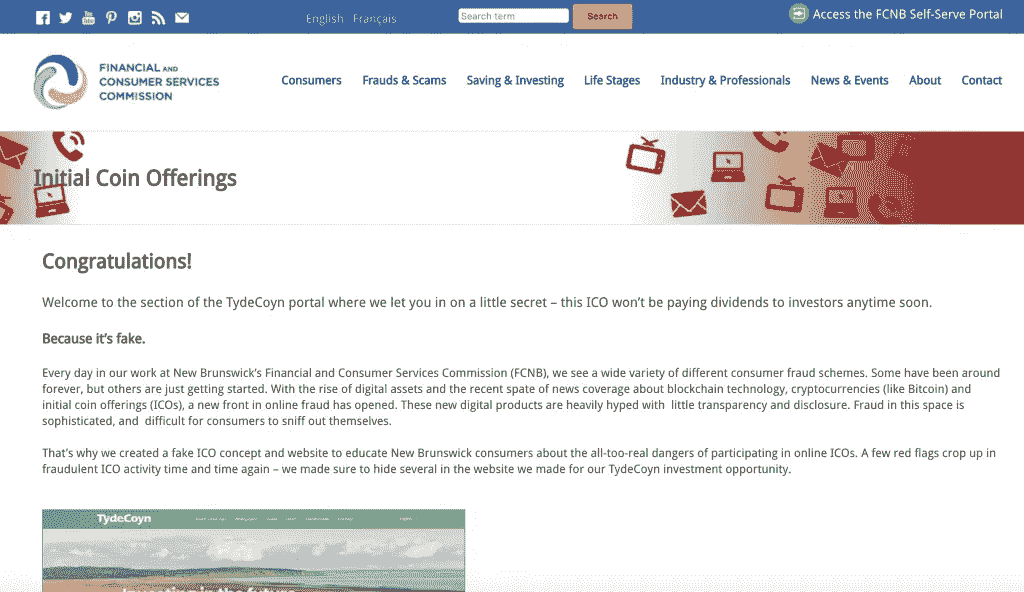 English Français
Search term
Search
Access the FCNB Self-Serve Portal
FINANCIAL AND
CONSUMER SERVICES
COMMISSION
Consumers Frauds & Scams Saving & Investing Life Stages Industry & Professionals News & Events About Contact
Initial Coin Offerings
Congratulations!
Welcome to the section of the TydeCoyn portal where we let you in on a little secret – this ICO won’t be paying dividends to investors anytime soon.
Because it’s fake.
Every day in our work at New Brunswick’s Financial and Consumer Services Commission (FCNB), we see a wide variety of different consumer fraud schemes. Some have been around
forever, but others are just getting started. With the rise of digital assets and the recent spate of news coverage about blockchain technology, cryptocurrencies (like Bitcoin) and
initial coin offerings (ICOs), a new front in online fraud has opened. These new digital products are heavily hyped with little transparency and disclosure. Fraud in this space is
sophisticated, and difficult for consumers to sniff out themselves.
That’s why we created a fake ICO concept and website to educate New Brunswick consumers about the all-too-real dangers of participating in online ICOs. A few red flags crop up in
fraudulent ICO activity time and time again – we made sure to hide several in the website we made for our TydeCoyn investment opportunity.
TydeCoyn